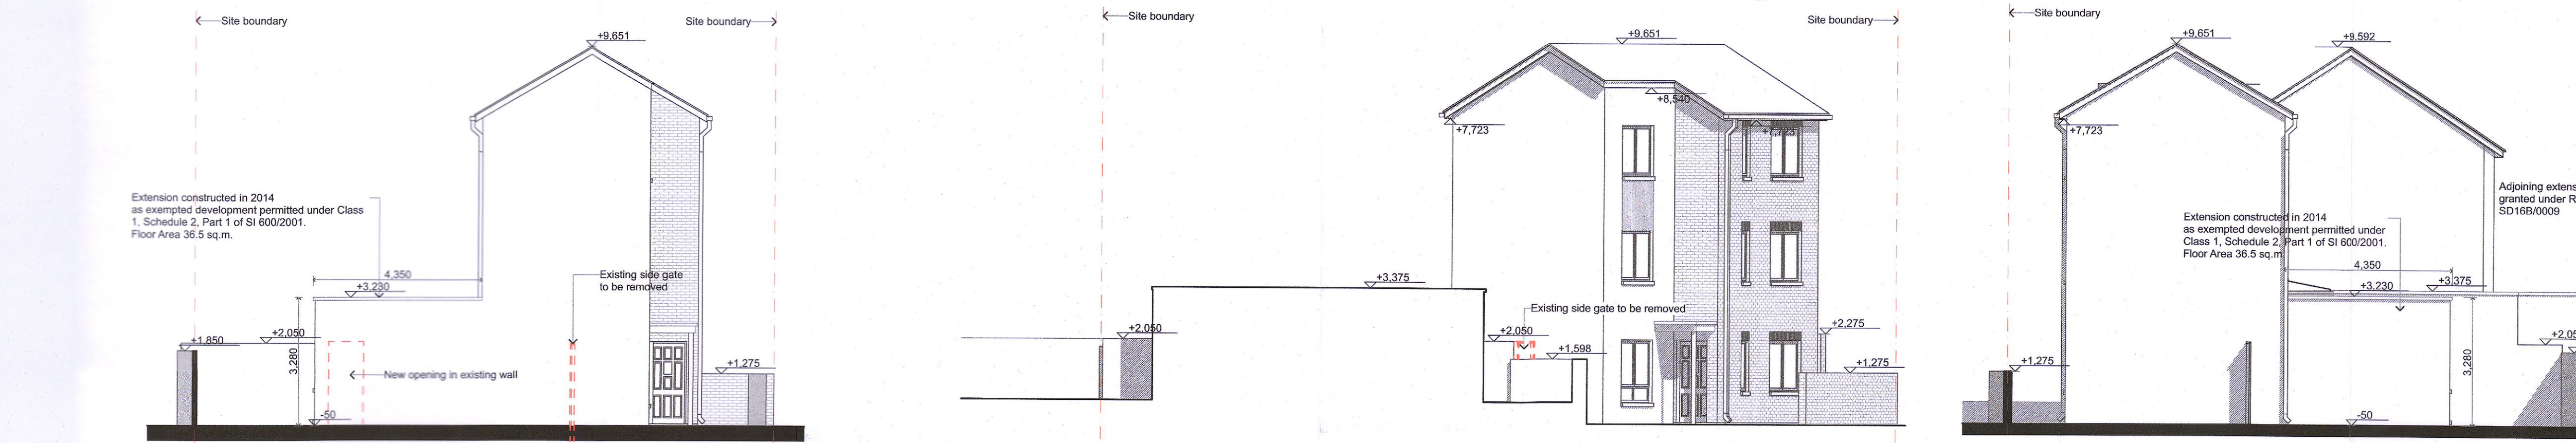 Site boundary
Site boundary
+9,651
Extension constructed in 2014
as exempted development permitted under Class
1, Schedule 2, Part 1 of SI 600/2001.
Floor Area 36.5 sq.m.
4,350
+3,230
Existing side gate
to be removed
+2,050
+1,850
3,280
New opening in existing wall
+1,275
-50
Site boundary
Site boundary
+9,651
+8,540
+7,723
+7,723
+3,375
Existing side gate to be removed
+2,050
+2,050
+1,598
+2,275
+1,275
Site boundary
+9,651
+9,592
+7,723
Adjoining extens
granted under R
SD16B/0009
Extension constructed in 2014
as exempted development permitted under
Class 1, Schedule 2, Part 1 of SI 600/2001.
Floor Area 36.5 sq.m
4,350
+3,375
+3,230
+2,05
+1,275
3,280
-50